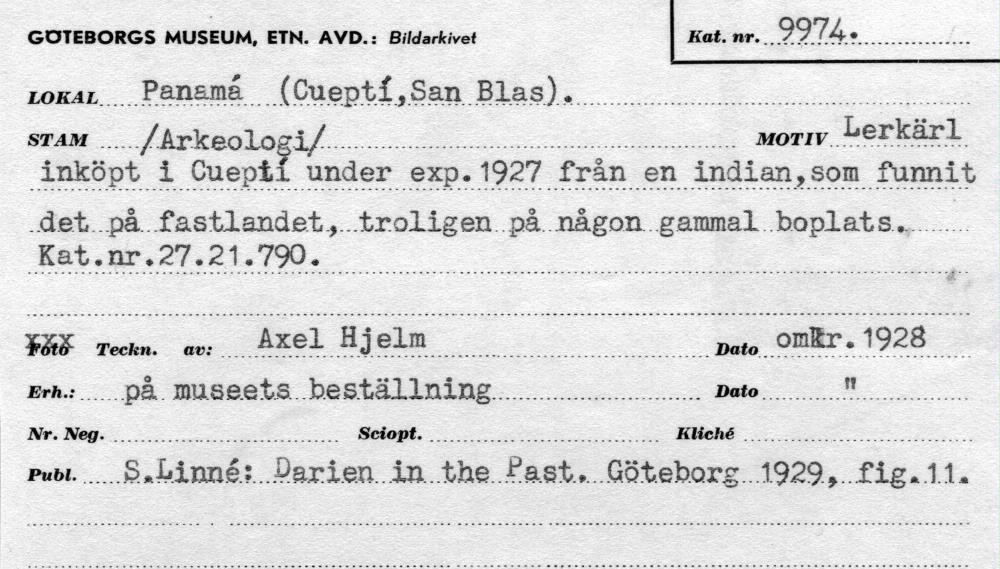 GÖTEBORGS MUSEUM, ETN. AVD.: Bildarkivet
Kat. nr. 9974.
LOKAL Panamá (Cueptí,San Blas).
STAM /Arkeologi/ MOTIV Lerkärl
inköpt i Cueptí under exp.1927 från en indian,som funnit
det på fastlandet, troligen på någon gammal boplats.
Kat.nr.27.21.790.
xxx
Foto Teckn. av: Axel Hjelm Dato omkr.1928
Erh.: på museets beställning Dato "
Nr. Neg. Sciopt. Kliché
Publ. S.Linné: Darien in the Past. Göteborg 1929, fig.11.